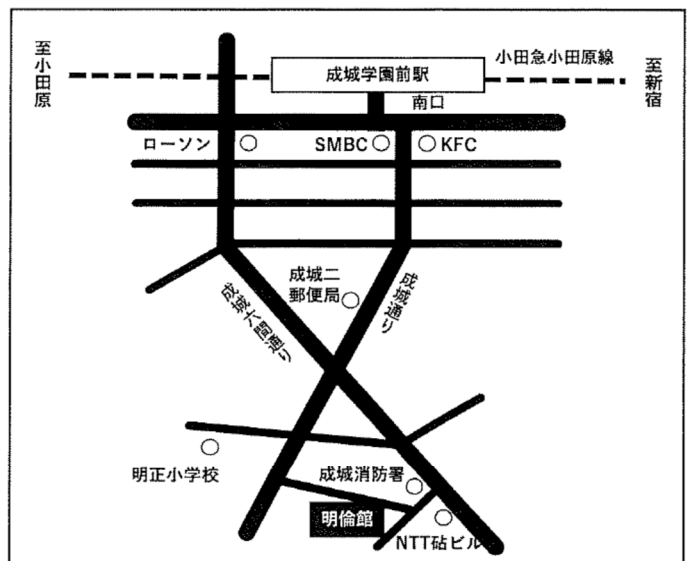 至小田原
成城学園前駅
小田急小田原線
至新宿
南口
ローソン
SMBC
KFC
成城二
郵便局
成城六間通り
成城通り
明正小学校
成城消防署
明倫館
NTT砧ビル